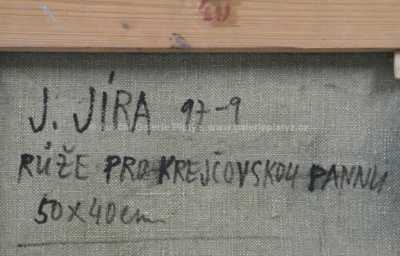 J. JÍRA 97-9
RŮŽE PRO KREJČOVSKOU PANNU
50x40cm